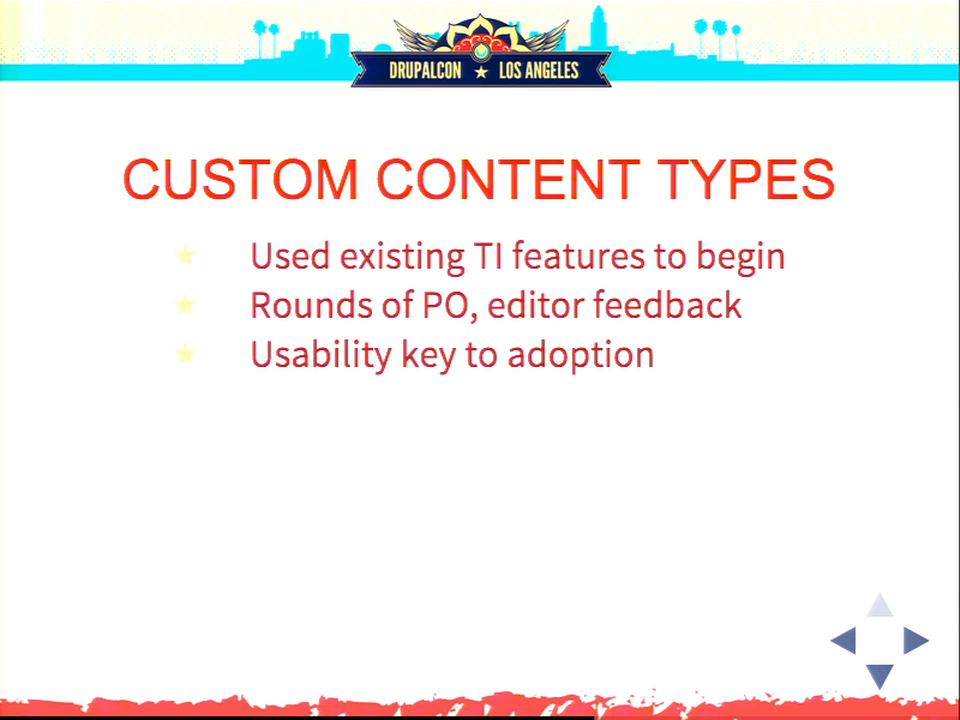 DRUPALCON ★ LOS ANGELES
CUSTOM CONTENT TYPES
★ Used existing TI features to begin
★ Rounds of PO, editor feedback
★ Usability key to adoption